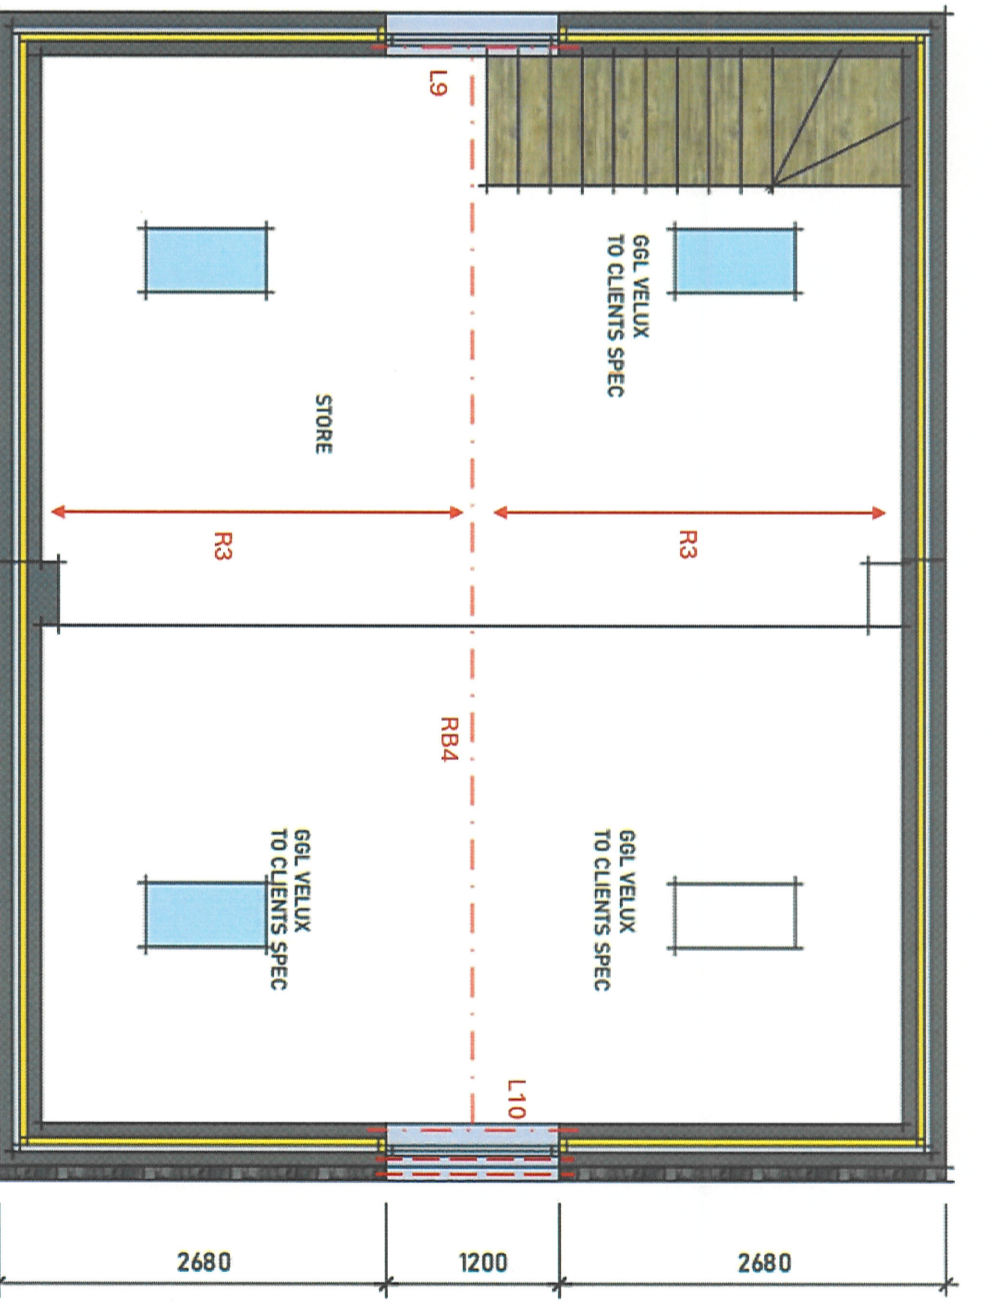 L9
GGL VELUX
TO CLIENTS SPEC
STORE
R3
R3
RB4
GGL VELUX
TO CLIENTS SPEC
GGL VELUX
TO CLIENTS SPEC
L10
2680
1200
2680